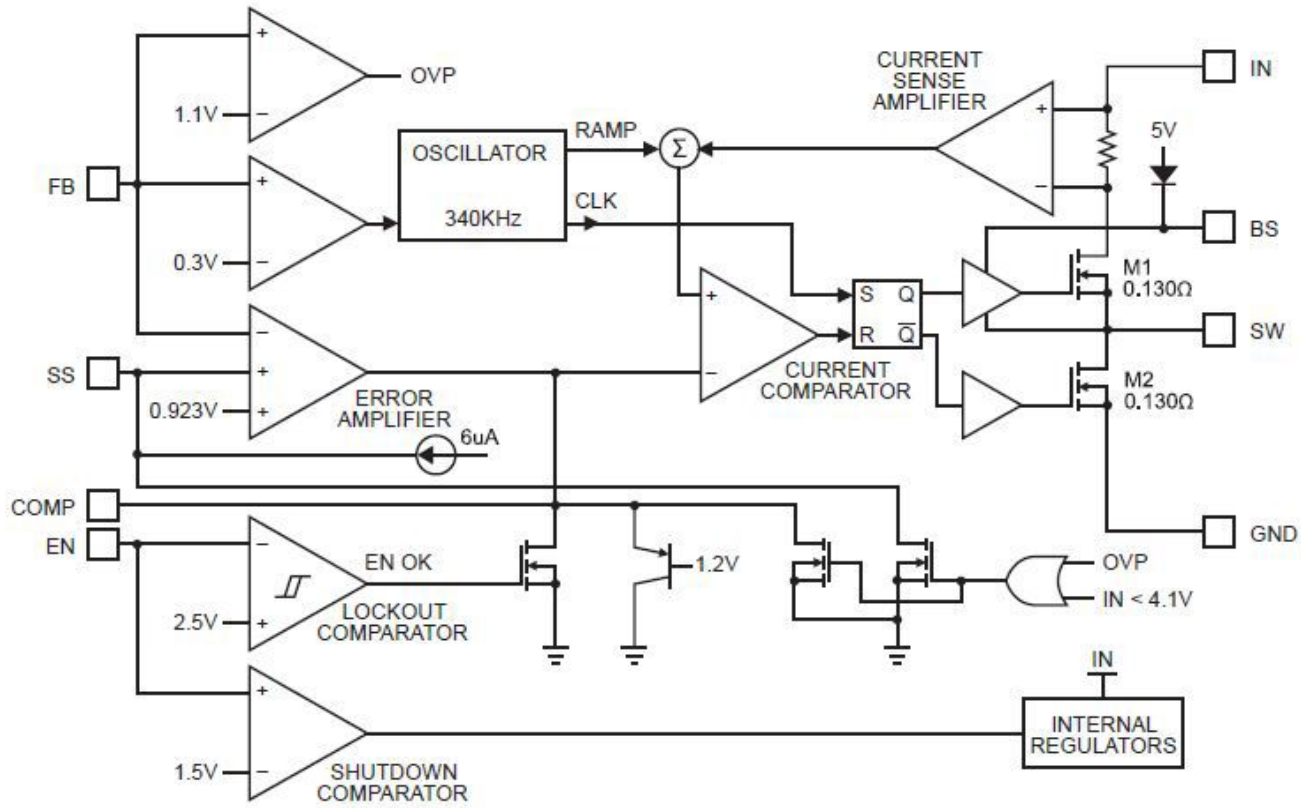 +
OVP
1.1V
−
FB
+
0.3V
−
OSCILLATOR
340KHz
RAMP
CLK
Σ
CURRENT
SENSE
AMPLIFIER
+
−
IN
5V
BS
M1
0.130Ω
SW
M2
0.130Ω
GND
−
SS
+
0.923V
+
ERROR
AMPLIFIER
6uA
+
−
CURRENT
COMPARATOR
S Q
R Q̅
COMP
EN
−
EN OK
2.5V
+
LOCKOUT
COMPARATOR
1.2V
OVP
IN < 4.1V
+
1.5V
−
SHUTDOWN
COMPARATOR
IN
INTERNAL
REGULATORS